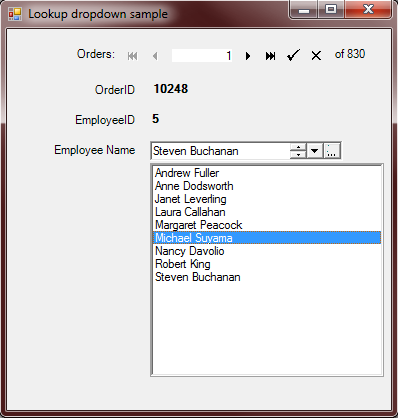 Lookup dropdown sample
Orders: 1 of 830
OrderID 10248
EmployeeID 5
Employee Name Steven Buchanan ...
Andrew Fuller
Anne Dodsworth
Janet Leverling
Laura Callahan
Margaret Peacock
Michael Suyama
Nancy Davolio
Robert King
Steven Buchanan